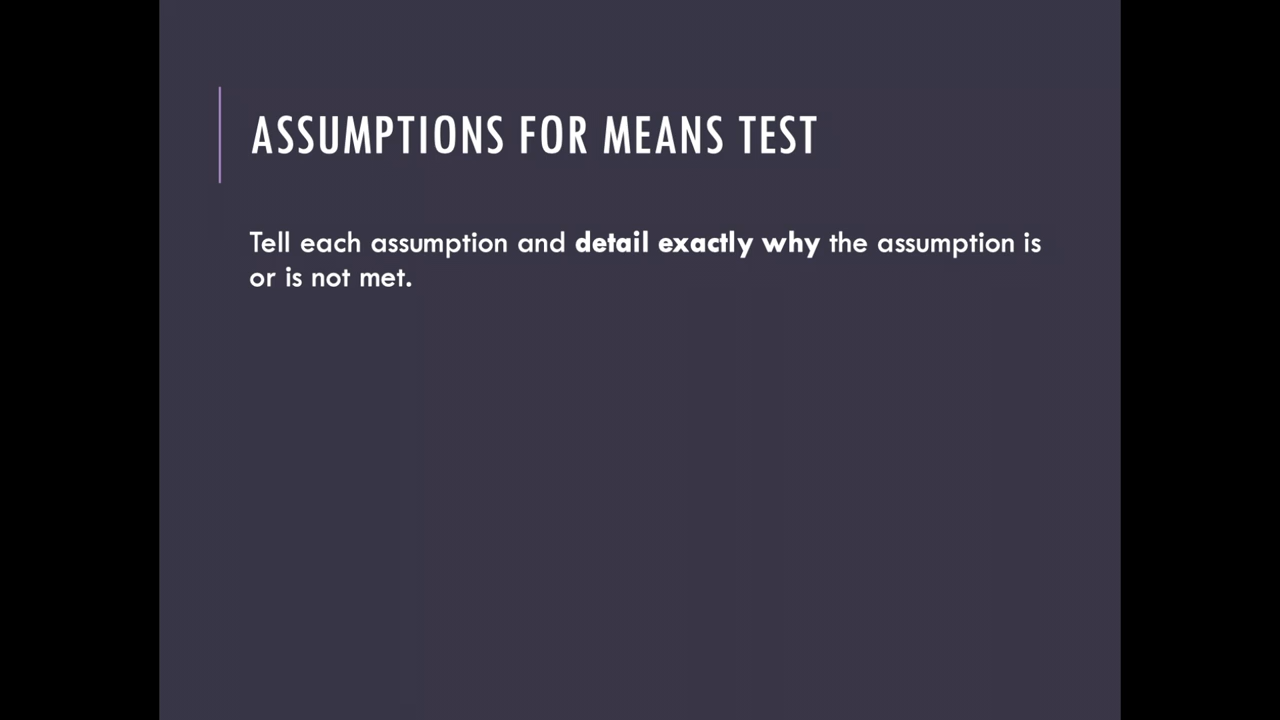 ASSUMPTIONS FOR MEANS TEST
Tell each assumption and detail exactly why the assumption is
or is not met.